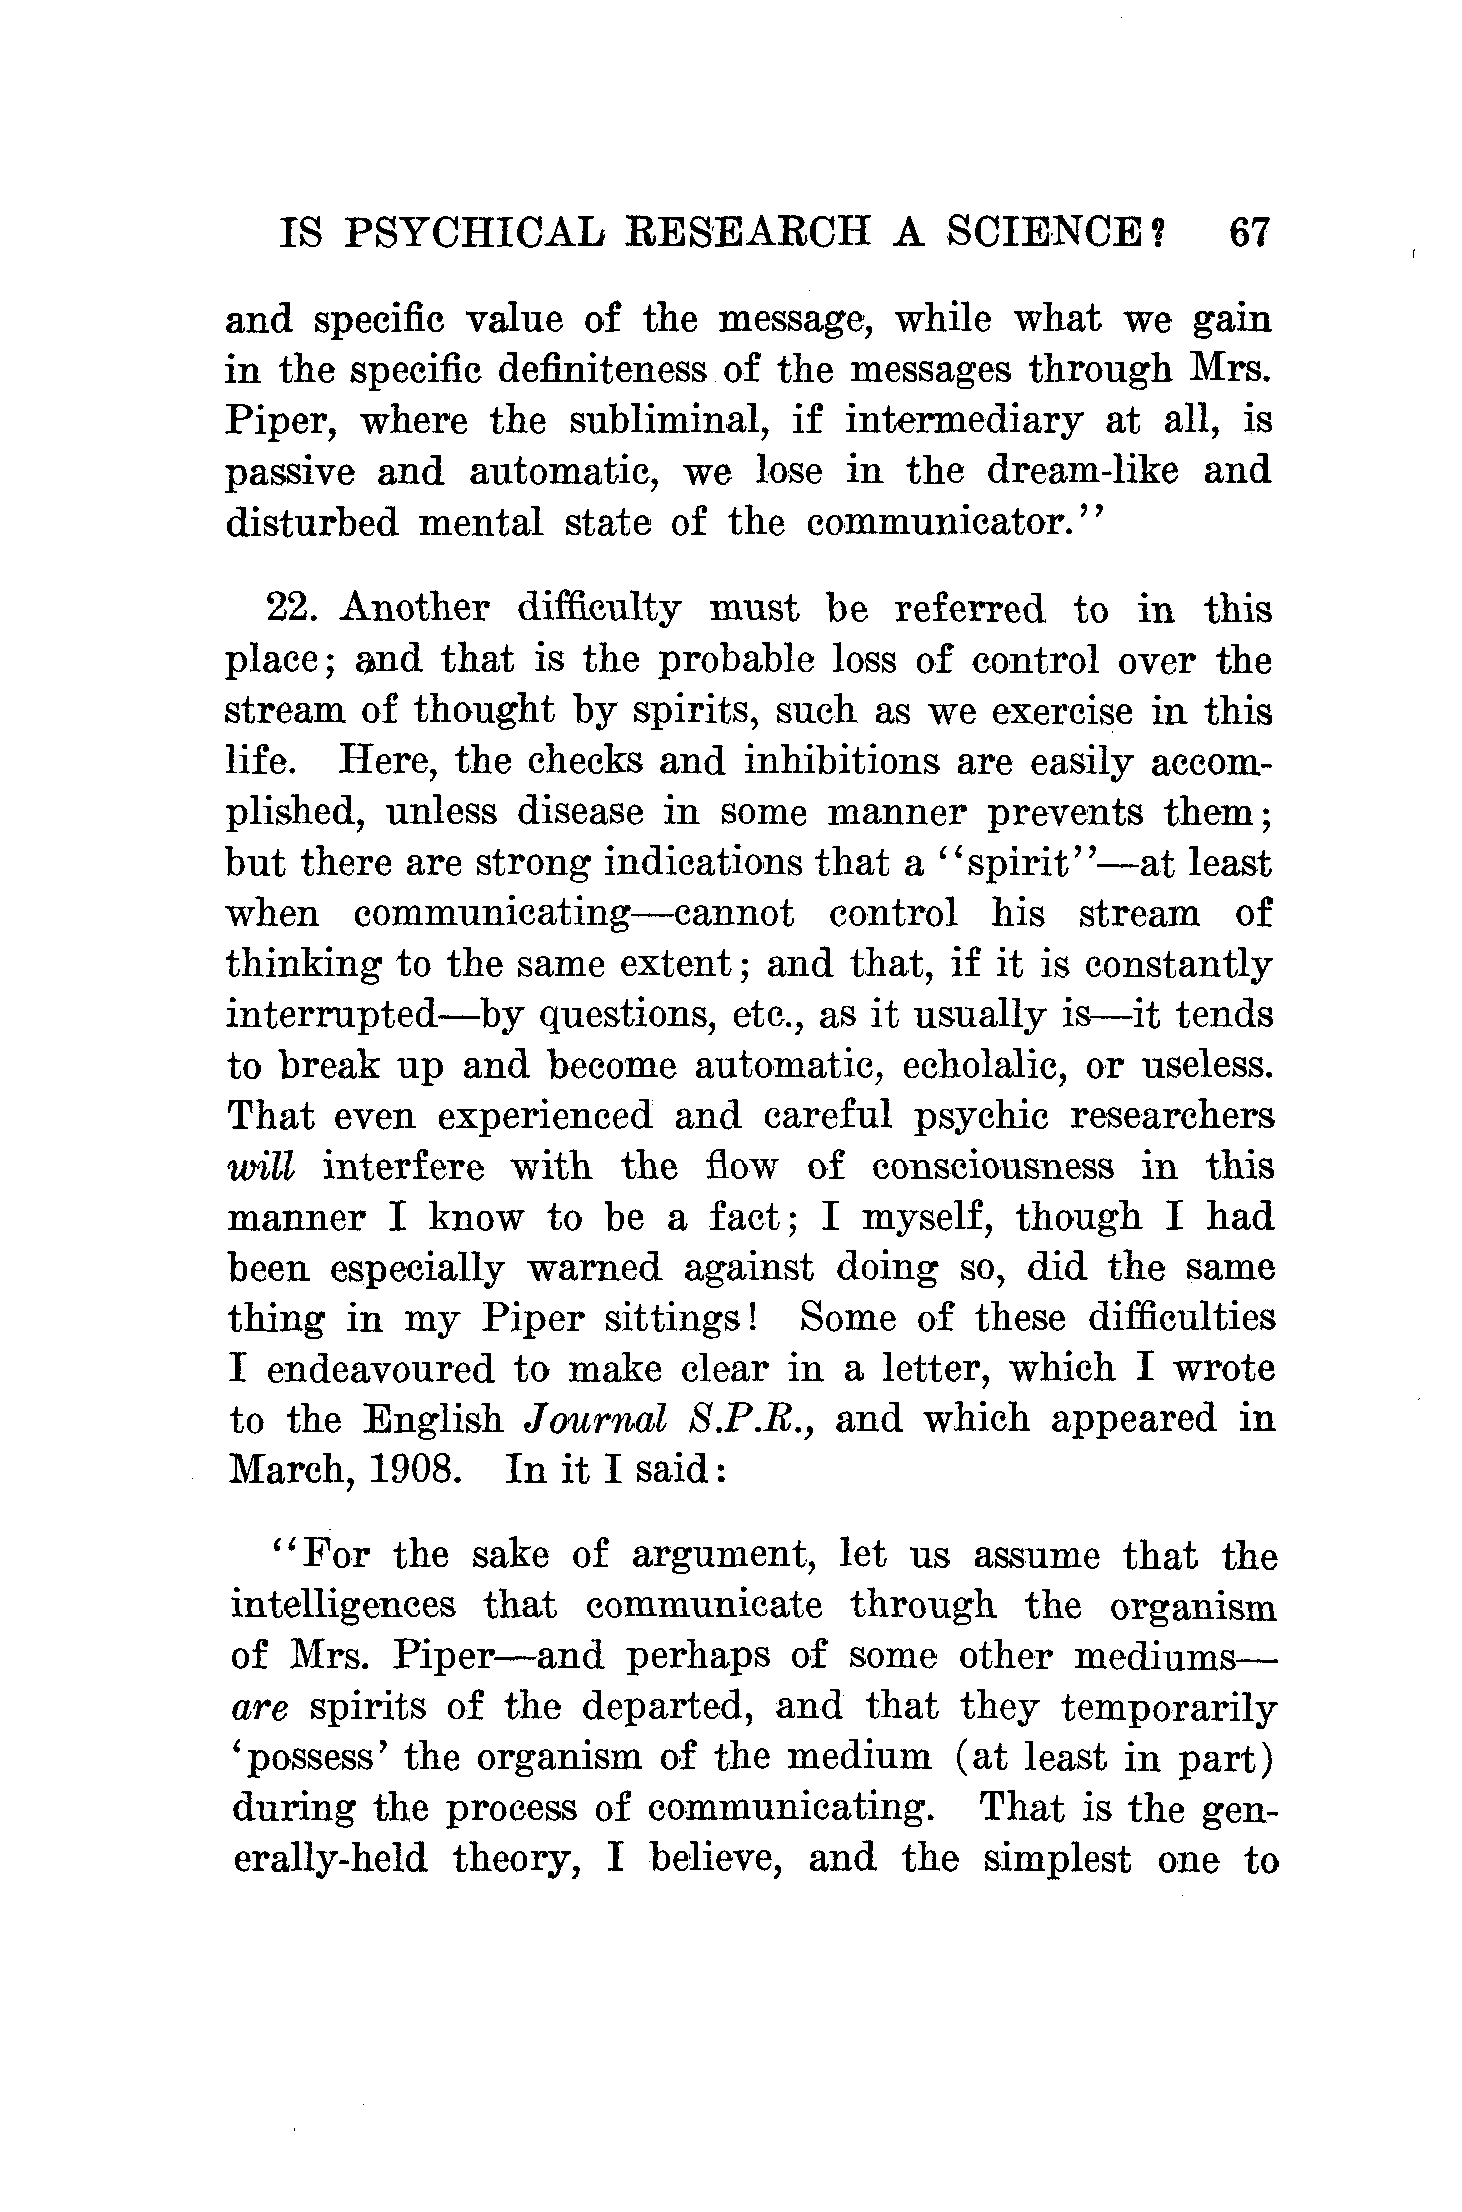 IS PSYCHICAL RESEARCH A SCIENCE? 67
and specific value of the message, while what we gain
in the specific definiteness of the messages through Mrs.
Piper, where the subliminal, if intermediary at all, is
passive and automatic, we lose in the dream-like and
disturbed mental state of the communicator.''
22. Another difficulty must be referred to in this
place; and that is the probable loss of control over the
stream of thought by spirits, such as we exercise in this
life. Here, the checks and inhibitions are easily accom-
plished, unless disease in some manner prevents them;
but there are strong indications that a ‘‘spirit’’—at least
when communicating—cannot control his stream of
thinking to the same extent; and that, if it is constantly
interrupted—by questions, etc., as it usually is—it tends
to break up and become automatic, echolalic, or useless.
That even experienced and careful psychic researchers
will interfere with the flow of consciousness in this
manner I know to be a fact; I myself, though I had
been especially warned against doing so, did the same
thing in my Piper sittings! Some of these difficulties
I endeavoured to make clear in a letter, which I wrote
to the English Journal S.P.R., and which appeared in
March, 1908. In it I said:
‘‘For the sake of argument, let us assume that the
intelligences that communicate through the organism
of Mrs. Piper—and perhaps of some other mediums—
are spirits of the departed, and that they temporarily
‘possess’ the organism of the medium (at least in part)
during the process of communicating. That is the gen-
erally-held theory, I believe, and the simplest one to